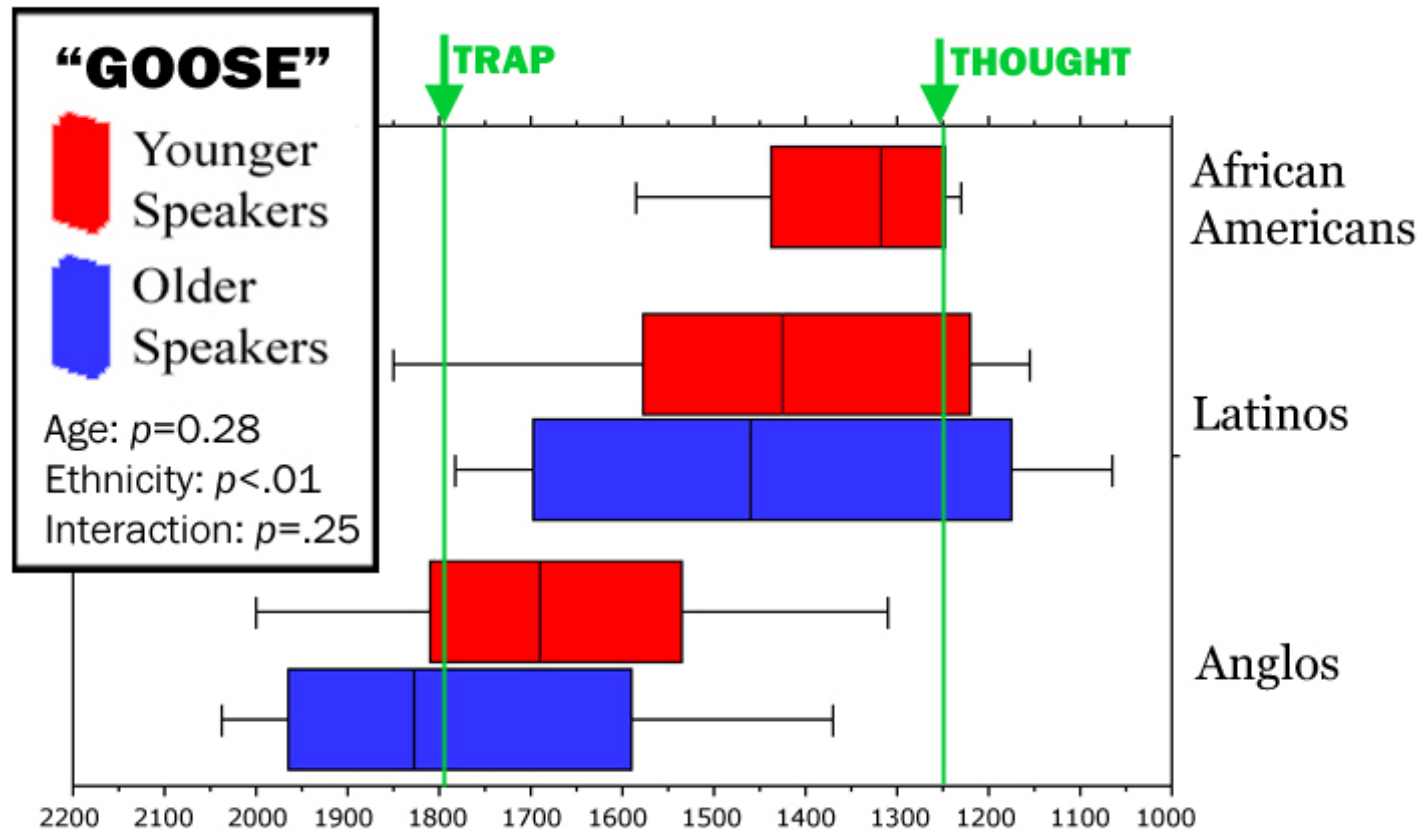 “GOOSE”
Younger
Speakers
Older
Speakers
Age: p=0.28
Ethnicity: p<.01
Interaction: p=.25
TRAP
THOUGHT
African
Americans
Latinos
Anglos
2200 2100 2000 1900 1800 1700 1600 1500 1400 1300 1200 1100 1000